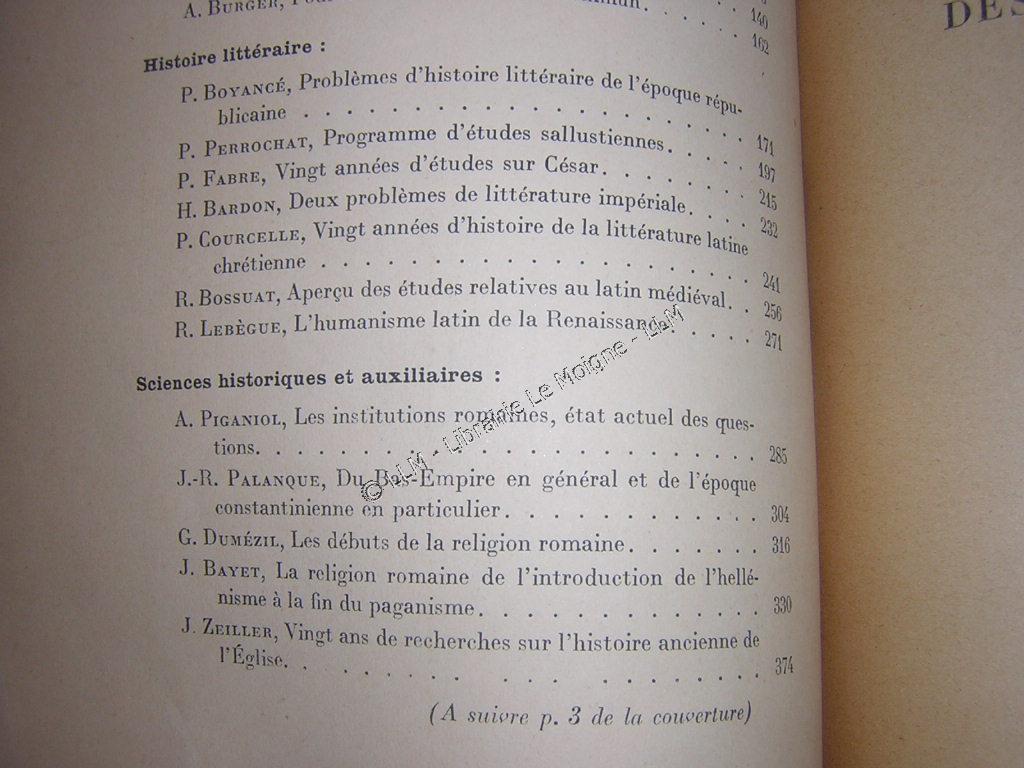 A. BURGER, 140
162
Histoire littéraire :
P. BOYANCÉ, Problèmes d'histoire littéraire de l'époque répu-
blicaine . . . . . . . . . . . . . . . . 171
P. PERROCHAT, Programme d'études sallustiennes. . . . . 197
P. FABRE, Vingt années d'études sur César. . . . . . . . 215
H. BARDON, Deux problèmes de littérature impériale. . . . 232
P. COURCELLE, Vingt années d'histoire de la littérature latine
chrétienne . . . . . . . . . . . . . . . . 241
R. BOSSUAT, Aperçu des études relatives au latin médiéval. . . 256
R. LEBÈGUE, L'humanisme latin de la Renaissance. . . . . 271
Sciences historiques et auxiliaires :
A. PIGANIOL, Les institutions romaines, état actuel des ques-
tions. . . . . . . . . . . . . . . . . . 285
J.-R. PALANQUE, Du Bas-Empire en général et de l'époque
constantinienne en particulier. . . . . . . . . . . 304
G. DUMÉZIL, Les débuts de la religion romaine. . . . . . . 316
J. BAYET, La religion romaine de l'introduction de l'hellé-
nisme à la fin du paganisme. . . . . . . . . . . . 330
J. ZEILLER, Vingt ans de recherches sur l'histoire ancienne de
l'Église. . . . . . . . . . . . . . . . . 374
(A suivre p. 3 de la couverture)
DES
© LLM - Librairie Le Moigne - LLM